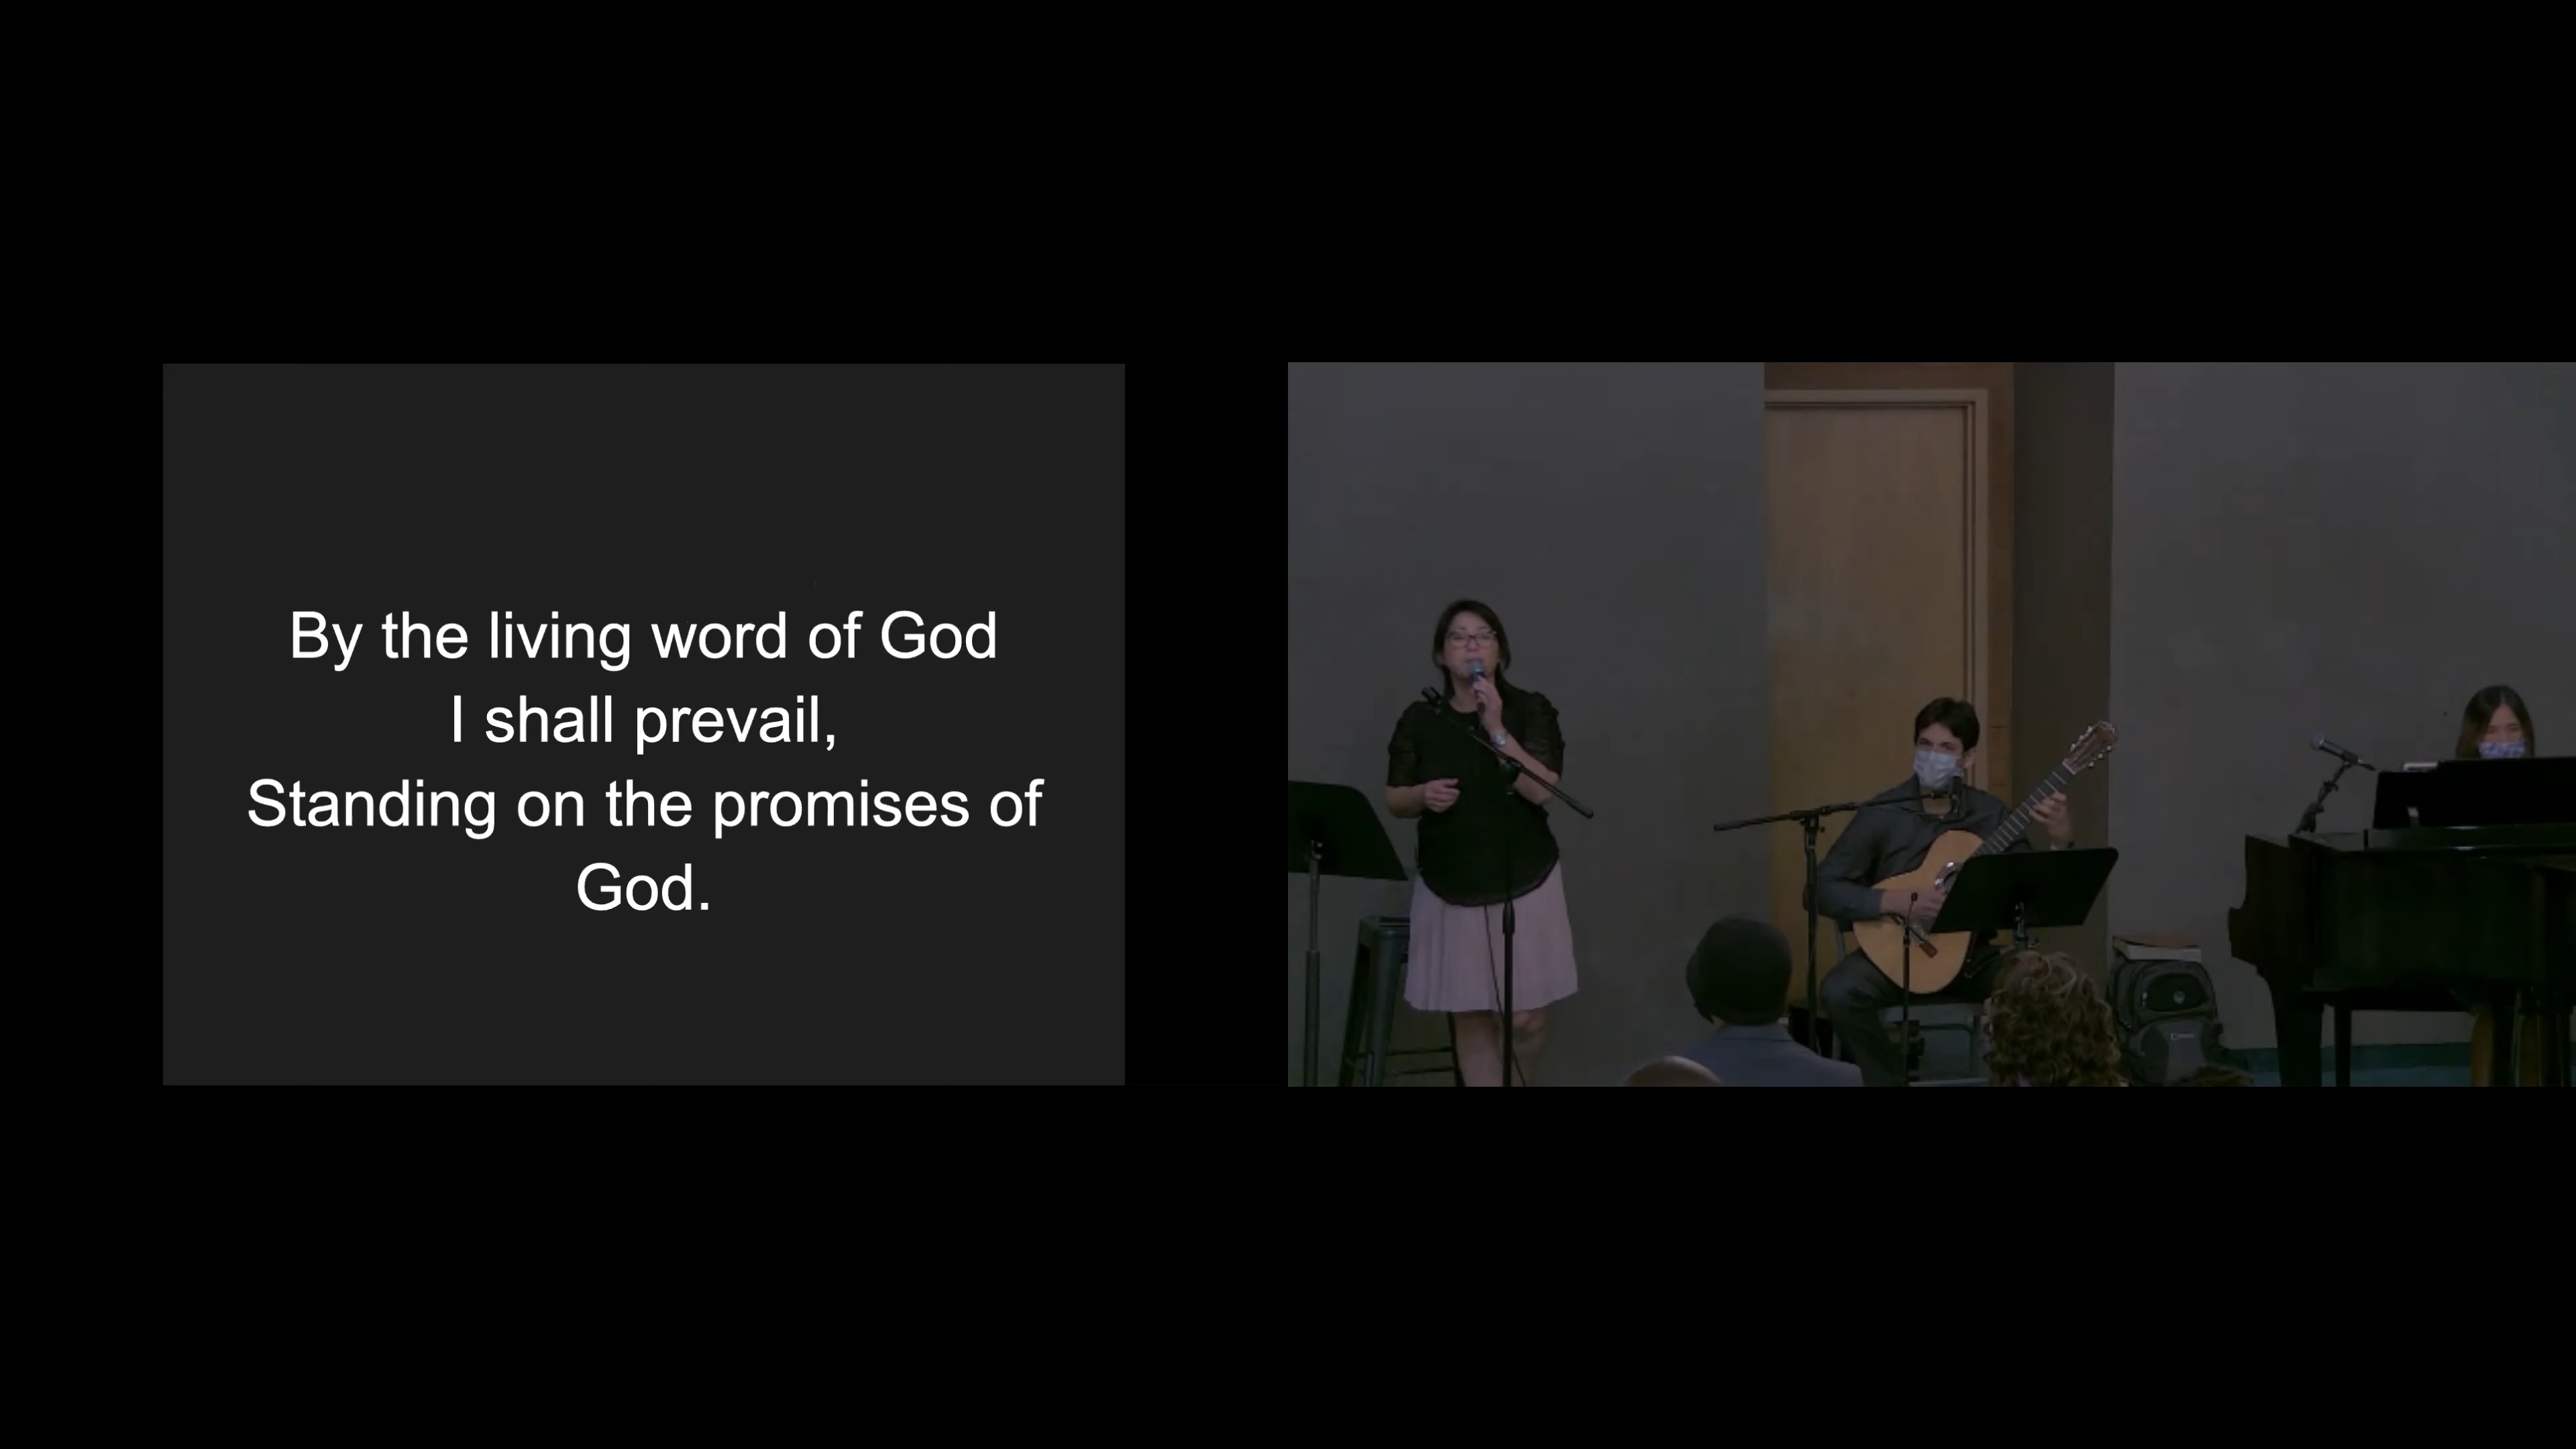 By the living word of God
I shall prevail,
Standing on the promises of
God.